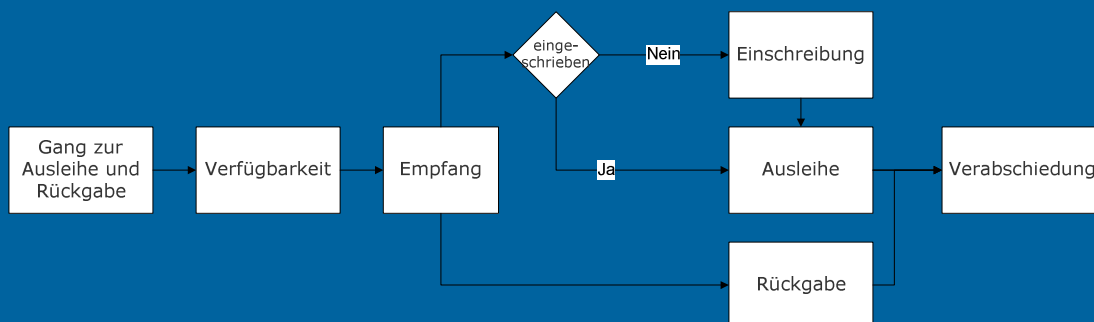 einge-
schrieben
Nein
Einschreibung
Gang zur
Ausleihe und
Rückgabe
Verfügbarkeit
Empfang
Ja
Ausleihe
Verabschiedung
Rückgabe